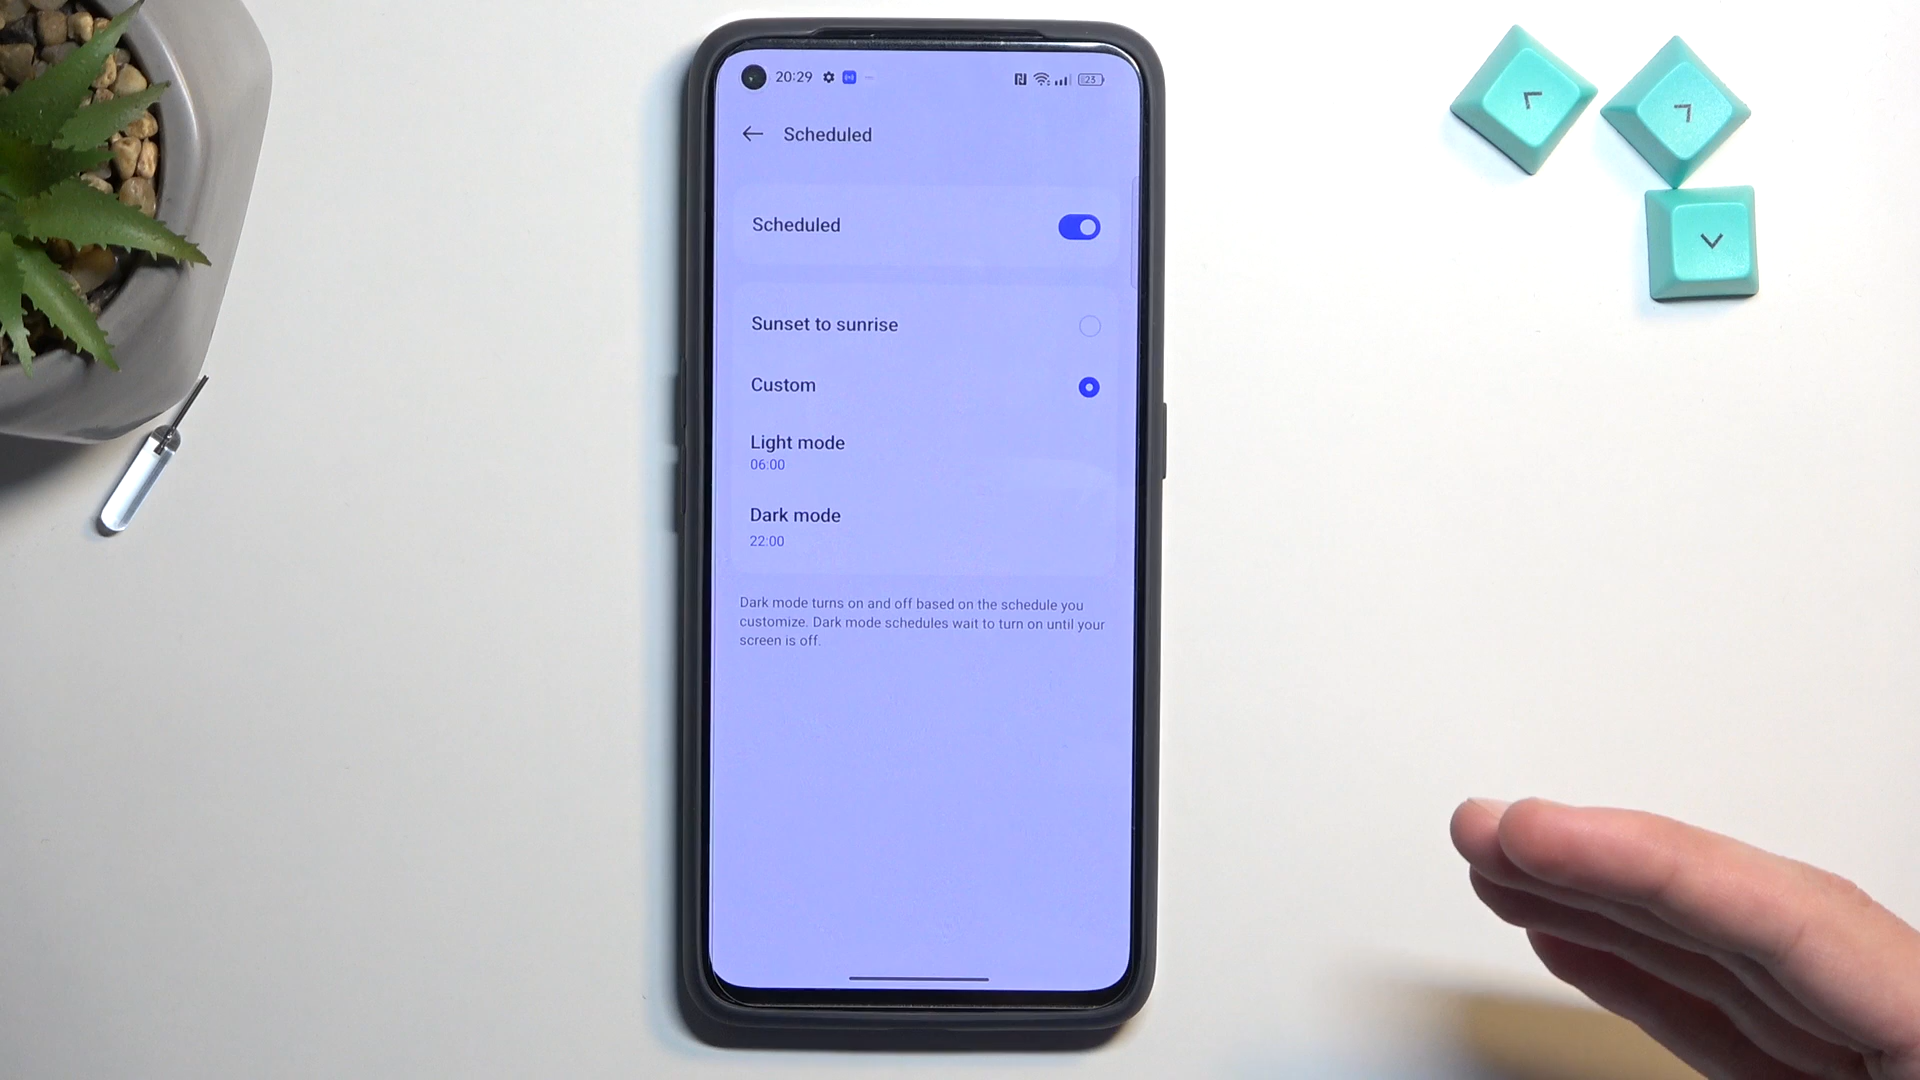 20:29
23
Scheduled
Scheduled
Sunset to sunrise
Custom
Light mode
06:00
Dark mode
22:00
Dark mode turns on and off based on the schedule you
customize. Dark mode schedules wait to turn on until your
screen is off.